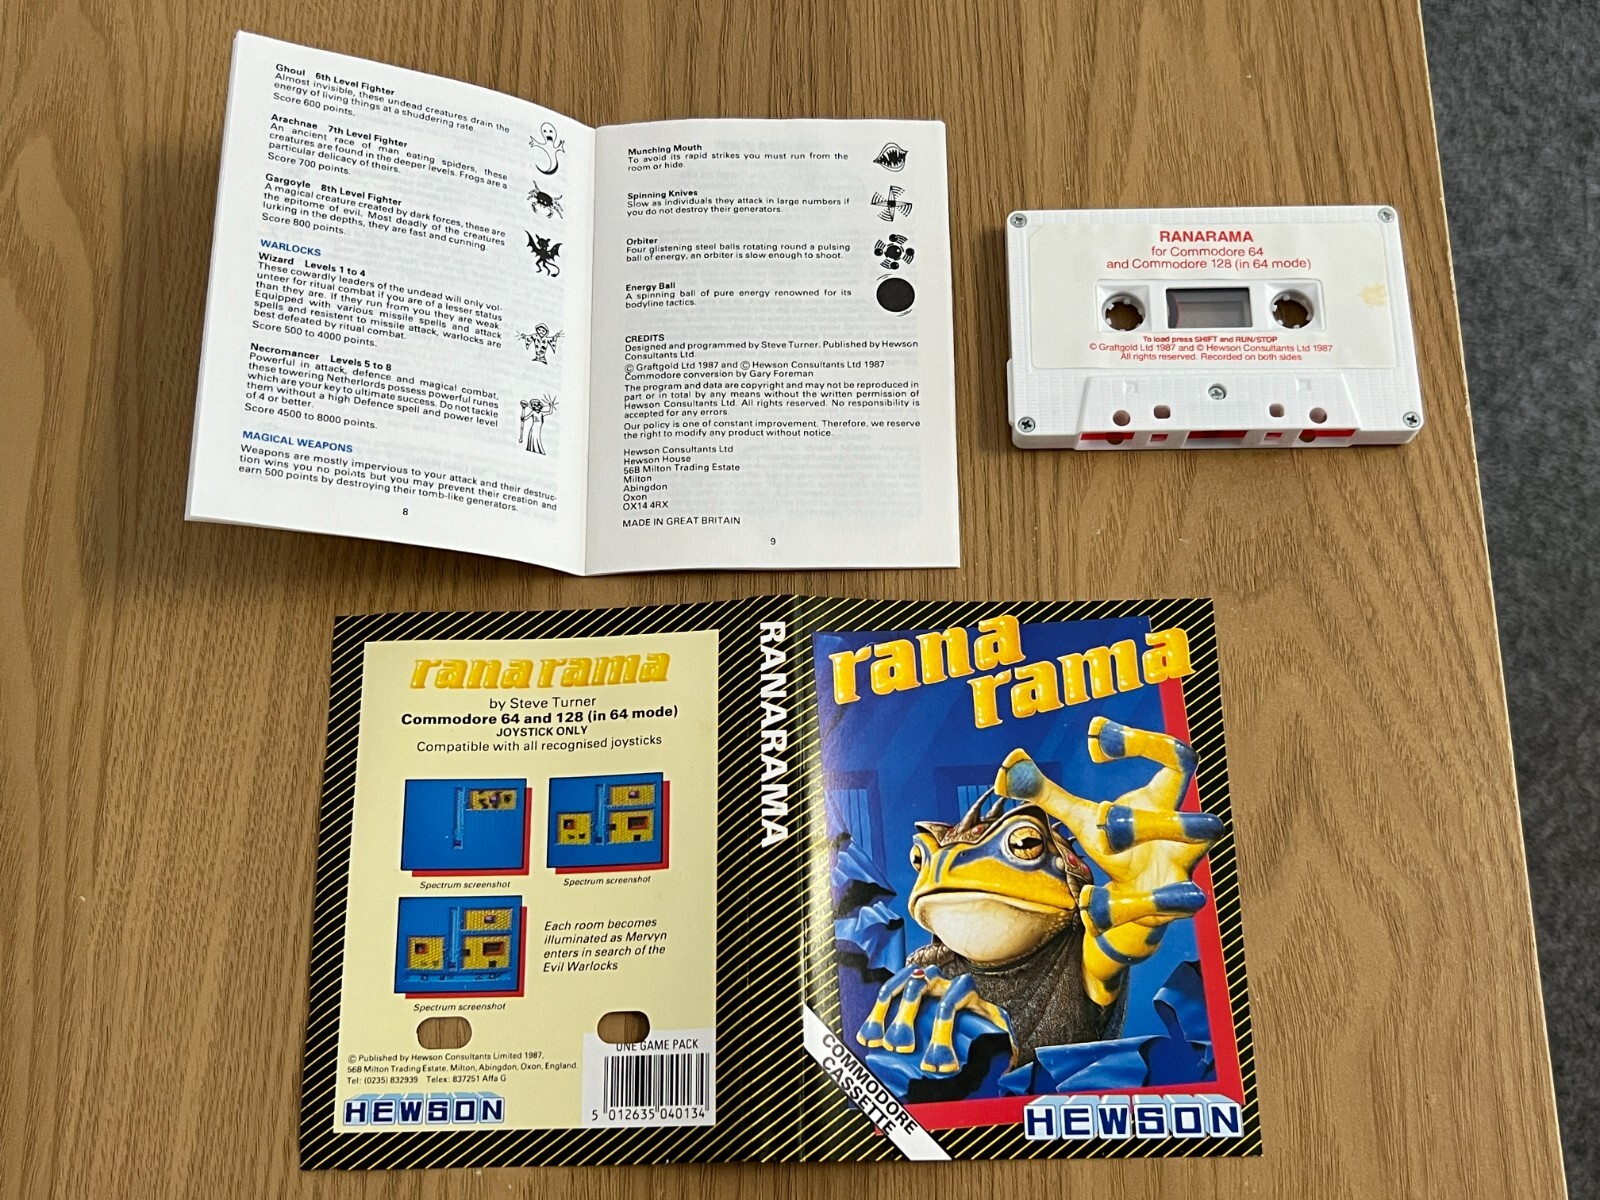 Ghoul 6th Level Fighter
Almost invisible, these undead creatures drain the
energy of living things at a shuddering rate.
Score 600 points.
Arachnae 7th Level Fighter
An ancient race of man eating spiders, these
creatures are found in the deeper levels. Frogs are a
particular delicacy of theirs.
Score 700 points.
Gargoyle 8th Level Fighter
A magical creature created by dark forces, these are
the epitome of evil. Most deadly of the creatures
lurking in the depths, they are fast and cunning.
Score 800 points.
WARLOCKS
Wizard Levels 1 to 4
These cowardly leaders of the undead will only vol-
unteer for ritual combat if you are of a lesser status
than they are. If they run from you they are weak.
Equipped with various missile spells and attack
spells and resistent to missile attack, warlocks are
best defeated by ritual combat.
Score 500 to 4000 points.
Necromancer Levels 5 to 8
Powerful in attack, defence and magical combat,
these towering Netherlords possess powerful runes
which are your key to ultimate success. Do not tackle
them without a high Defence spell and power level
of 4 or better.
Score 4500 to 8000 points.
MAGICAL WEAPONS
Weapons are mostly impervious to your attack and their destruc-
tion wins you no points but you may prevent their creation and
earn 500 points by destroying their tomb-like generators.
8
Munching Mouth
To avoid its rapid strikes you must run from the
room or hide.
Spinning Knives
Slow as individuals they attack in large numbers if
you do not destroy their generators.
Orbiter
Four glistening steel balls rotating round a pulsing
ball of energy, an orbiter is slow enough to shoot.
Energy Ball
A spinning ball of pure energy renowned for its
bodyline tactics.
CREDITS
Designed and programmed by Steve Turner. Published by Hewson
Consultants Ltd.
© Graftgold Ltd 1987 and © Hewson Consultants Ltd 1987
Commodore conversion by Gary Foreman
The program and data are copyright and may not be reproduced in
part or in total by any means without the written permission of
Hewson Consultants Ltd. All rights reserved. No responsibility is
accepted for any errors.
Our policy is one of constant improvement. Therefore, we reserve
the right to modify any product without notice.
Hewson Consultants Ltd
Hewson House
56B Milton Trading Estate
Milton
Abingdon
Oxon
OX14 4RX
MADE IN GREAT BRITAIN
9
RANARAMA
for Commodore 64
and Commodore 128 (in 64 mode)
To load press SHIFT and RUN/STOP
© Graftgold Ltd 1987 and © Hewson Consultants Ltd 1987
All rights reserved. Recorded on both sides
rana rama
by Steve Turner
Commodore 64 and 128 (in 64 mode)
JOYSTICK ONLY
Compatible with all recognised joysticks
Spectrum screenshot
Spectrum screenshot
Spectrum screenshot
Each room becomes
illuminated as Mervyn
enters in search of the
Evil Warlocks
© Published by Hewson Consultants Limited 1987,
56B Milton Trading Estate, Milton, Abingdon, Oxon, England.
Tel: (0235) 832939 Telex: 837251 Affa G
HEWSON
ONE GAME PACK
5 012635 040134
RANARAMA
rana
rama
COMMODORE
CASSETTE
HEWSON